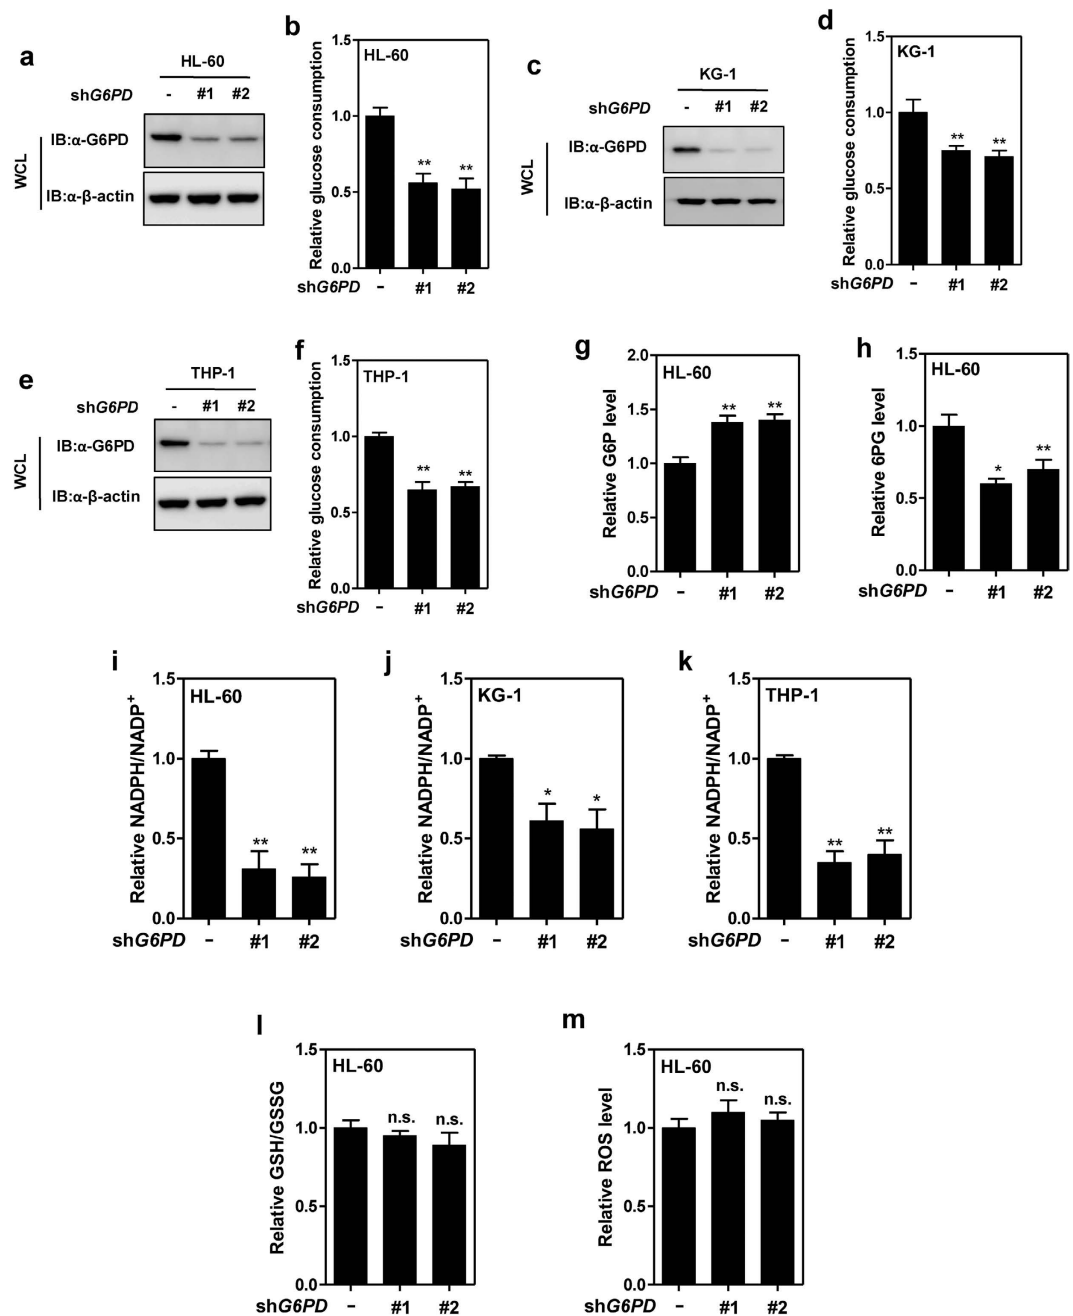 a
HL-60
shG6PD - #1 #2
WCL
IB:α-G6PD
IB:α-β-actin
b
Relative glucose consumption
1.5
1.0
0.5
0.0
HL-60
** **
shG6PD - #1 #2
c
KG-1
shG6PD - #1 #2
WCL
IB:α-G6PD
IB:α-β-actin
d
Relative glucose consumption
1.5
1.0
0.5
0.0
KG-1
** **
shG6PD - #1 #2
e
THP-1
shG6PD - #1 #2
WCL
IB:α-G6PD
IB:α-β-actin
f
Relative glucose consumption
1.5
1.0
0.5
0.0
THP-1
** **
shG6PD - #1 #2
g
Relative G6P level
2.0
1.5
1.0
0.5
0.0
HL-60
** **
shG6PD - #1 #2
h
Relative 6PG level
1.5
1.0
0.5
0.0
HL-60
* **
shG6PD - #1 #2
i
Relative NADPH/NADP+
1.5
1.0
0.5
0.0
HL-60
** **
shG6PD - #1 #2
j
Relative NADPH/NADP+
1.5
1.0
0.5
0.0
KG-1
* *
shG6PD - #1 #2
k
Relative NADPH/NADP+
1.5
1.0
0.5
0.0
THP-1
** **
shG6PD - #1 #2
l
Relative GSH/GSSG
1.5
1.0
0.5
0.0
HL-60
n.s. n.s.
shG6PD - #1 #2
m
Relative ROS level
1.5
1.0
0.5
0.0
HL-60
n.s. n.s.
shG6PD - #1 #2